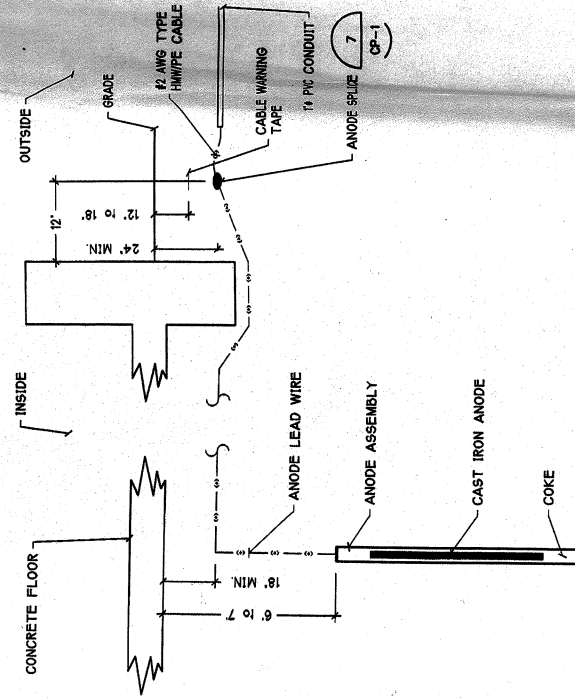 OUTSIDE
GRADE
#2 AWG TYPE
HMW/PE CABLE
CABLE WARNING
TAPE
1"ø PVC CONDUIT
ANODE SPLICE
7
CP-1
12"
12" to 18"
24" MIN.
INSIDE
CONCRETE FLOOR
ANODE LEAD WIRE
ANODE ASSEMBLY
CAST IRON ANODE
COKE
18" MIN.
6' to 7'